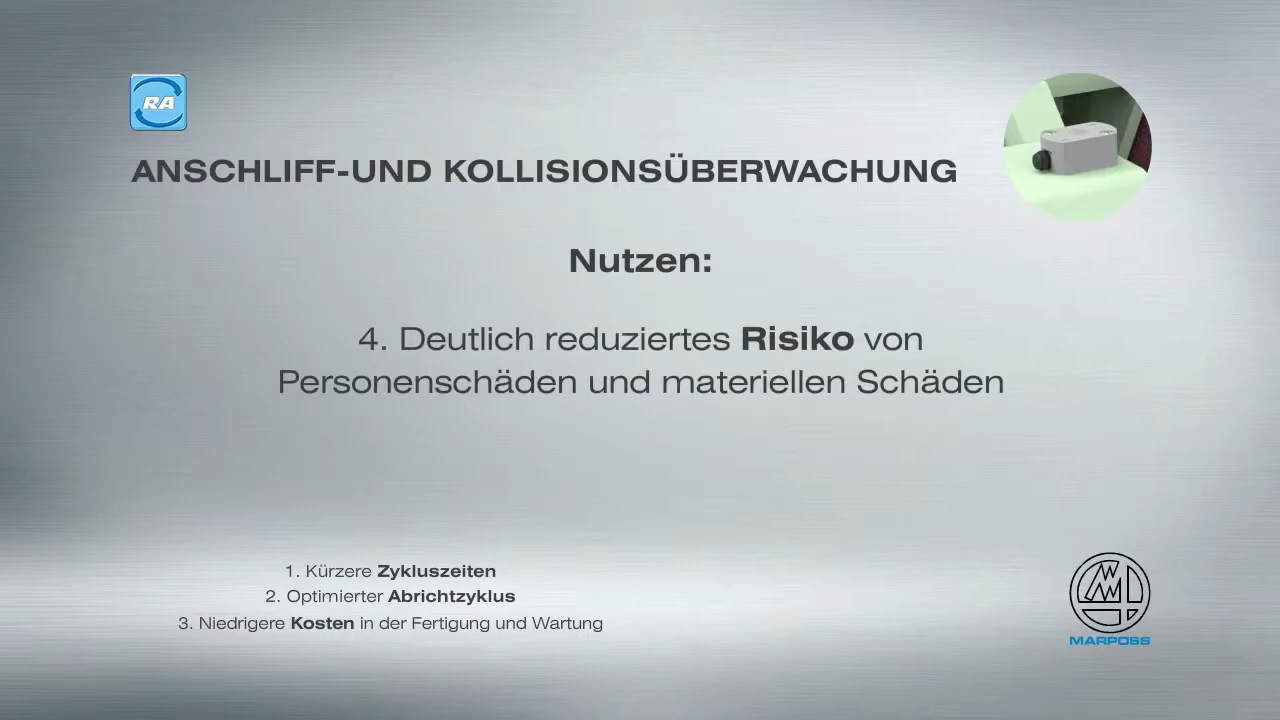 RA
ANSCHLIFF-UND KOLLISIONSÜBERWACHUNG
Nutzen:
4. Deutlich reduziertes Risiko von
Personenschäden und materiellen Schäden
1. Kürzere Zykluszeiten
2. Optimierter Abrichtzyklus
3. Niedrigere Kosten in der Fertigung und Wartung
MARPOSS